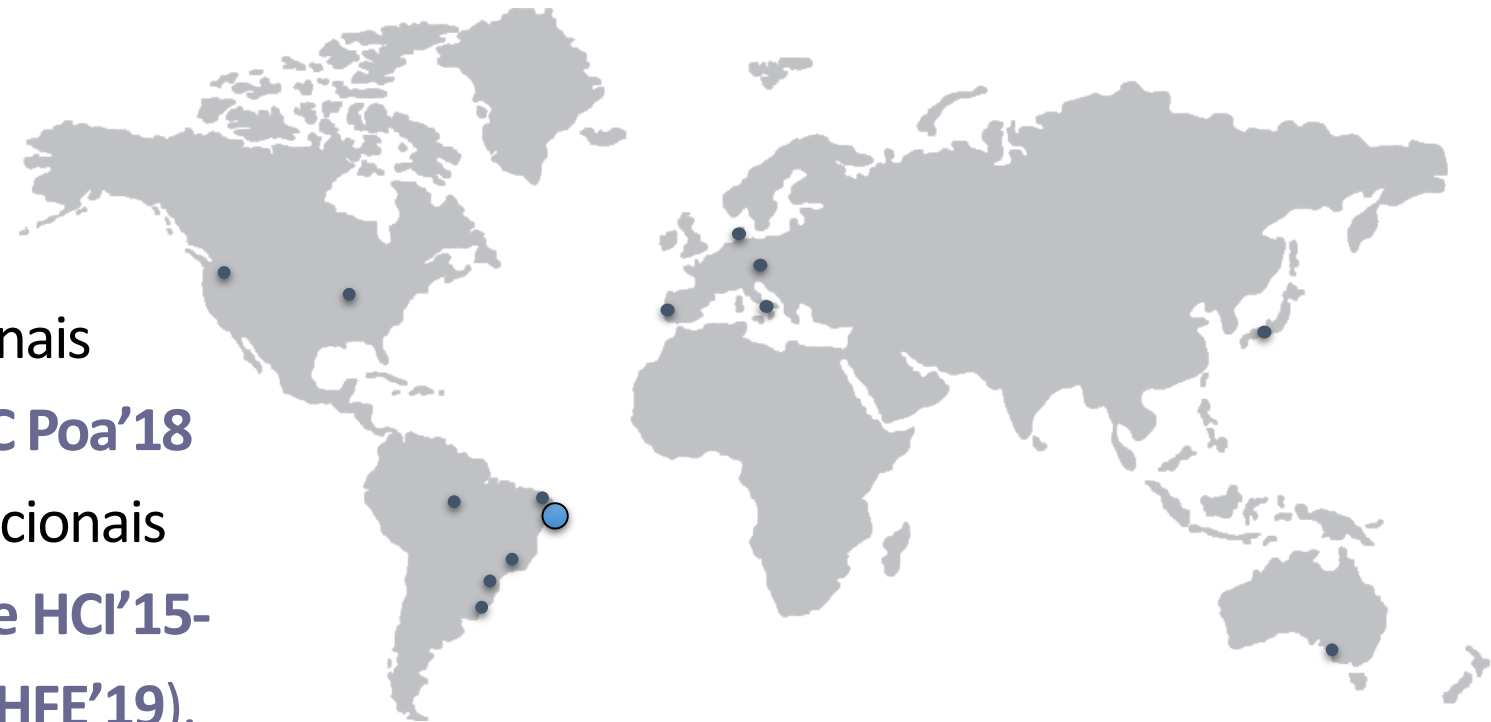 nais
C Poa’18
cionais
e HCI’15-
HFE’19).